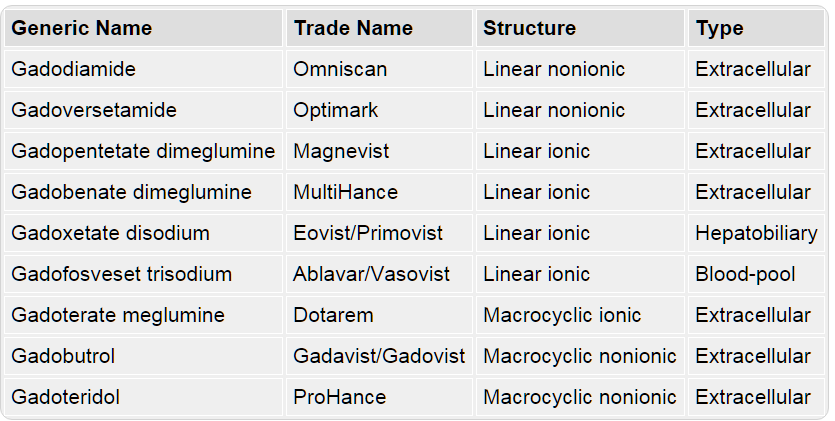 Generic Name Trade Name Structure Type
Gadodiamide Omniscan Linear nonionic Extracellular
Gadoversetamide Optimark Linear nonionic Extracellular
Gadopentetate dimeglumine Magnevist Linear ionic Extracellular
Gadobenate dimeglumine MultiHance Linear ionic Extracellular
Gadoxetate disodium Eovist/Primovist Linear ionic Hepatobiliary
Gadofosveset trisodium Ablavar/Vasovist Linear ionic Blood-pool
Gadoterate meglumine Dotarem Macrocyclic ionic Extracellular
Gadobutrol Gadavist/Gadovist Macrocyclic nonionic Extracellular
Gadoteridol ProHance Macrocyclic nonionic Extracellular